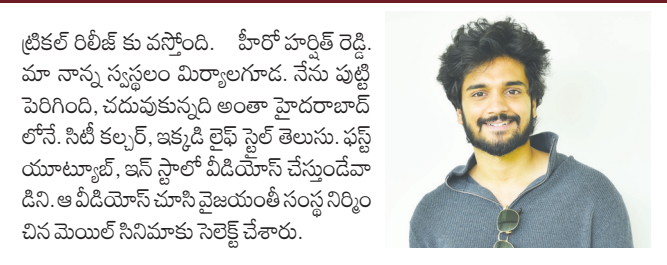 ట్రికల్ రిలీజ్ కు వస్తోంది. హీరో హర్షిత్ రెడ్డి.
మా నాన్న స్వస్థలం మిర్యాలగూడ. నేను పుట్టి
పెరిగింది, చదువుకున్నది అంతా హైదరాబాద్
లోనే. సిటీ కల్చర్, ఇక్కడి లైఫ్ స్టైల్ తెలుసు. ఫస్ట్
యూట్యూబ్, ఇన్ స్టాలో వీడియోస్ చేస్తుండేవా
డిని. ఆ వీడియోస్ చూసి వైజయంతీ సంస్థ నిర్మిం
చిన మెయిల్ సినిమాకు సెలెక్ట్ చేశారు.